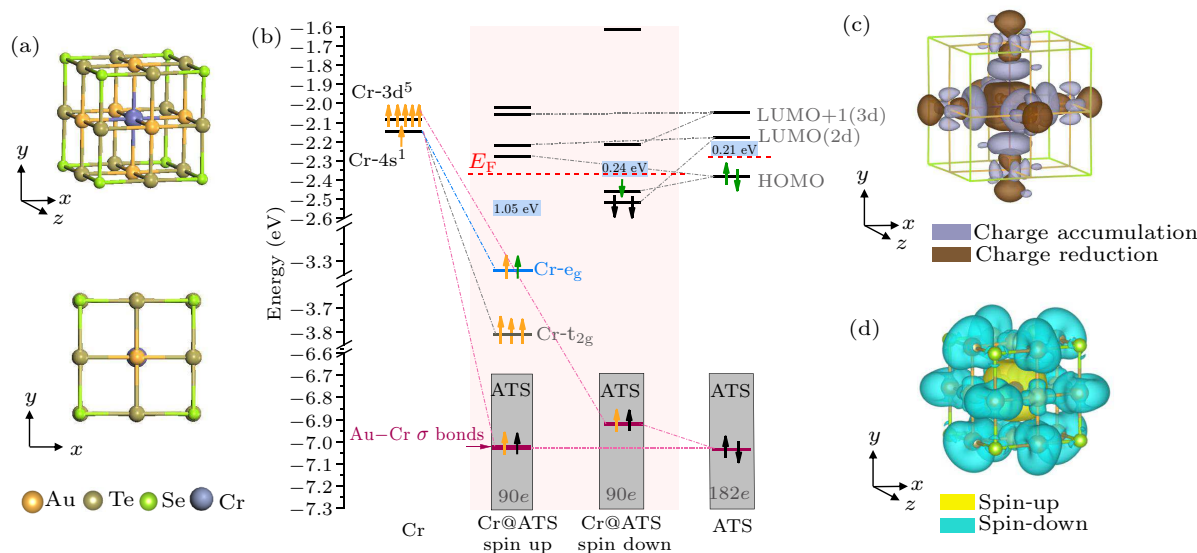 (a)
y
x
z
y
x
Au
Te
Se
Cr
(b)
Energy (eV)
−1.6
−1.7
−1.8
−1.9
−2.0
−2.1
−2.2
−2.3
−2.4
−2.5
−2.6
−3.3
−3.8
−6.6
−6.7
−6.8
−6.9
−7.0
−7.1
−7.2
−7.3
Cr-3d⁵
Cr-4s¹
E_F
1.05 eV
0.24 eV
0.21 eV
LUMO+1(3d)
LUMO(2d)
HOMO
Cr-e_g
Cr-t_2g
ATS
ATS
ATS
Au−Cr σ bonds
90e
90e
182e
Cr
Cr@ATS
spin up
Cr@ATS
spin down
ATS
(c)
y
x
z
Charge accumulation
Charge reduction
(d)
y
x
z
Spin-up
Spin-down